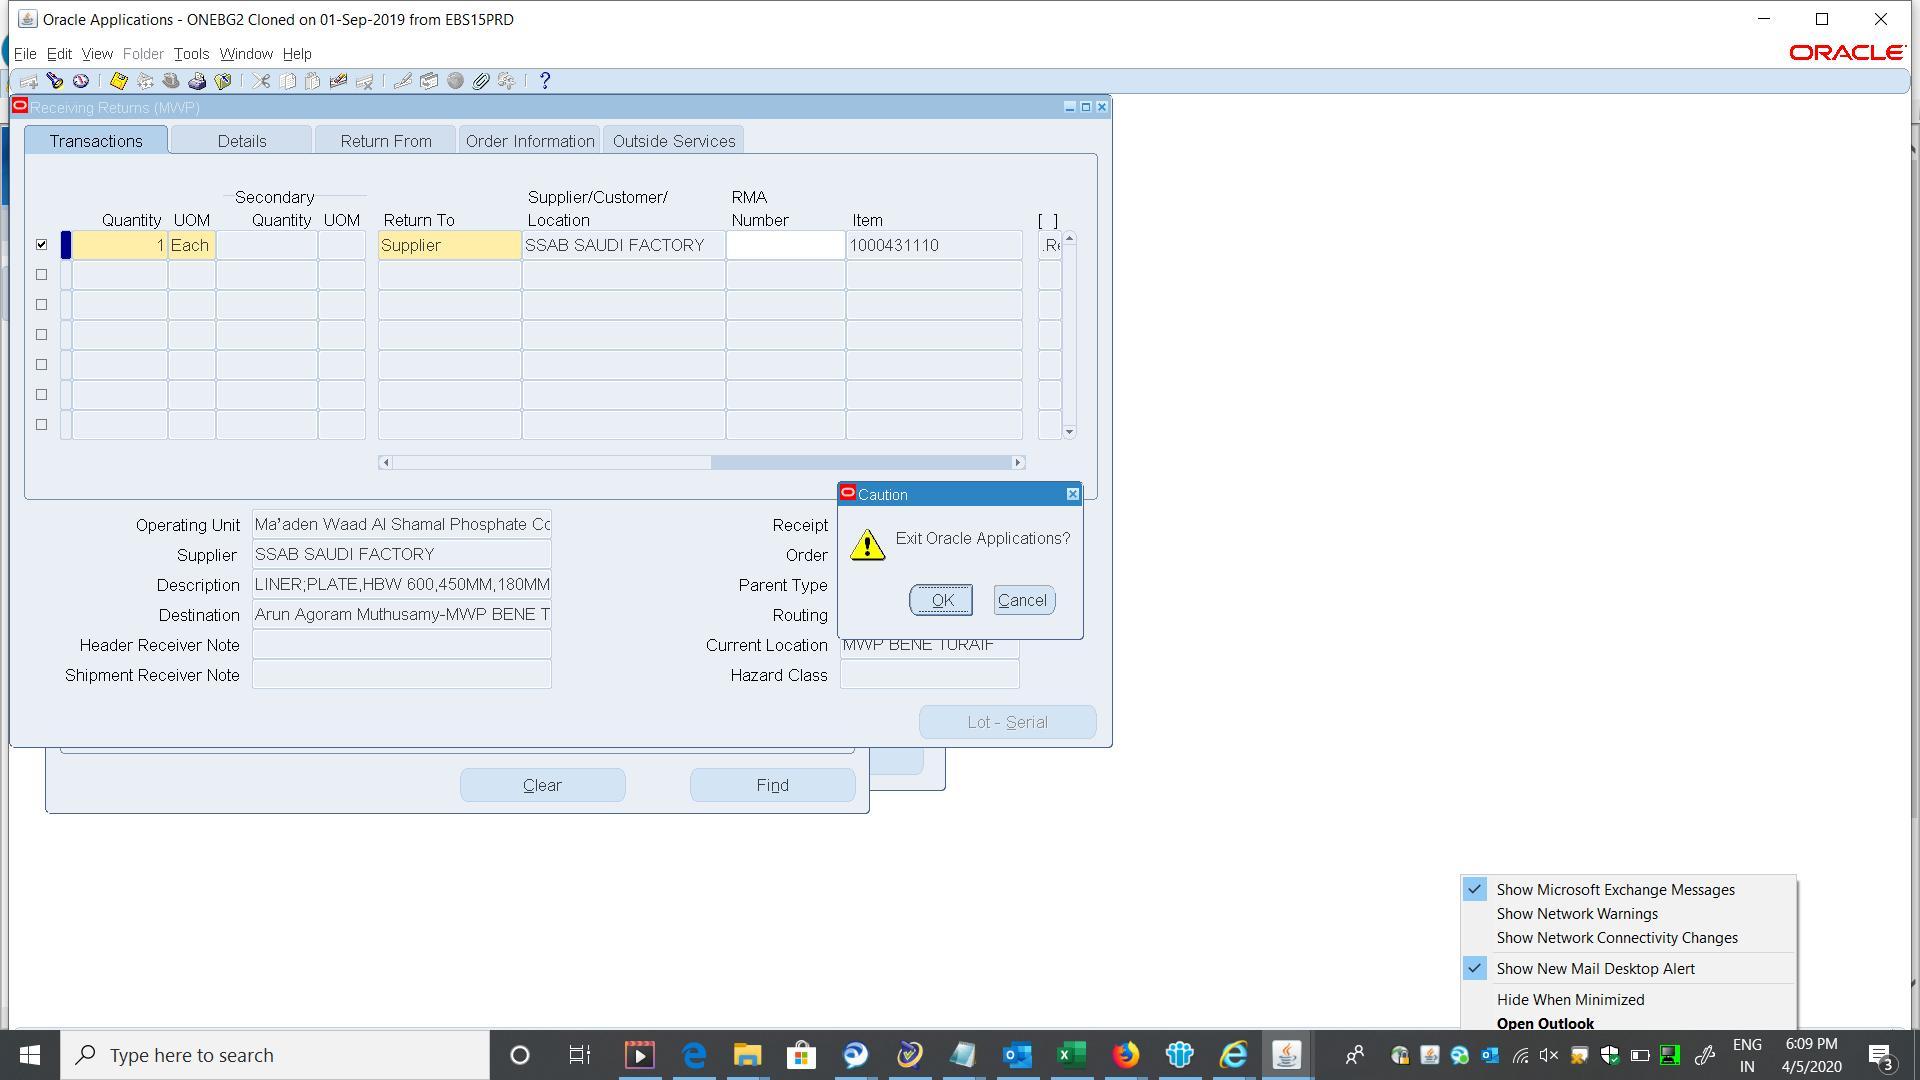 Oracle Applications - ONEBG2 Cloned on 01-Sep-2019 from EBS15PRD
File Edit View Folder Tools Window Help
ORACLE
Receiving Returns (MWP)
Transactions Details Return From Order Information Outside Services
Secondary Supplier/Customer/ RMA
Quantity UOM Quantity UOM Return To Location Number Item [ ]
1 Each Supplier SSAB SAUDI FACTORY 1000431110 .Re
Caution
Exit Oracle Applications?
OK Cancel
Operating Unit Ma'aden Waad Al Shamal Phosphate Co Receipt
Supplier SSAB SAUDI FACTORY Order
Description LINER;PLATE,HBW 600,450MM,180MM Parent Type
Destination Arun Agoram Muthusamy-MWP BENE T Routing
Header Receiver Note Current Location MWP BENE TURAIF
Shipment Receiver Note Hazard Class
Lot - Serial
Clear Find
Show Microsoft Exchange Messages
Show Network Warnings
Show Network Connectivity Changes
Show New Mail Desktop Alert
Hide When Minimized
Open Outlook
Type here to search
ENG 6:09 PM
IN 4/5/2020 3